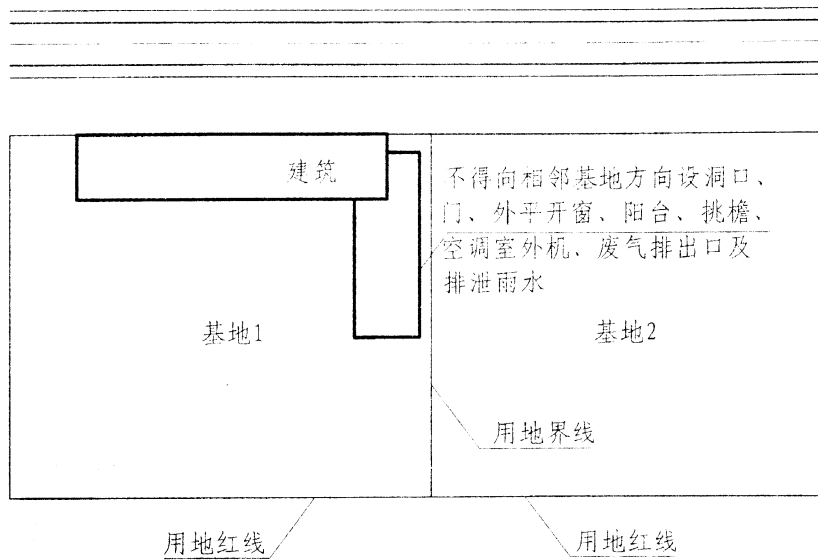 建筑
不得向相邻基地方向设洞口、
门、外平开窗、阳台、挑檐、
空调室外机、废气排出口及
排泄雨水
基地1
基地2
用地界线
用地红线
用地红线